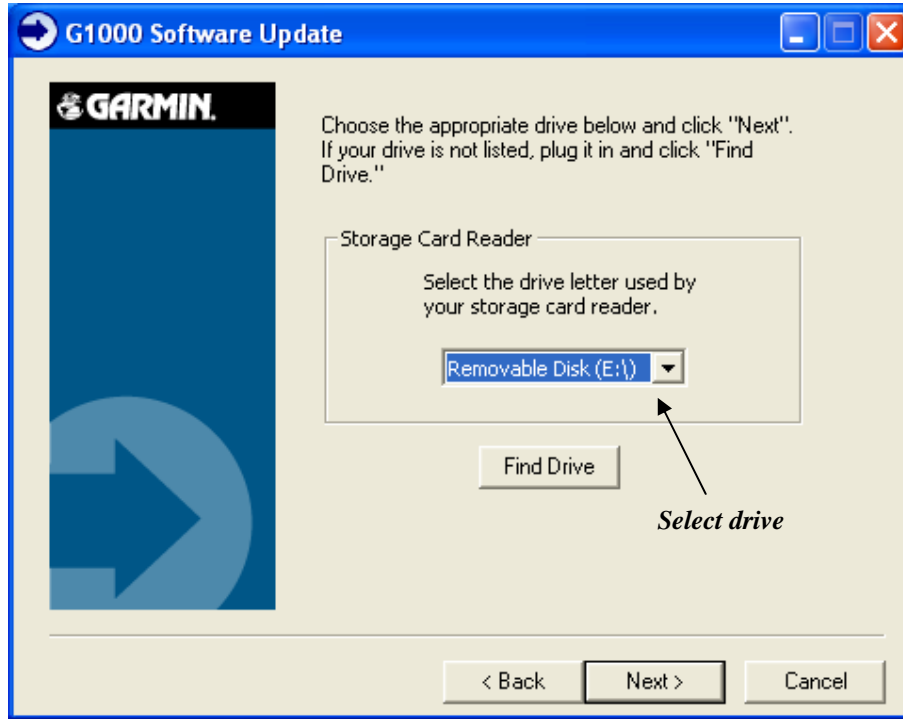 G1000 Software Update
GARMIN.
Choose the appropriate drive below and click "Next".
If your drive is not listed, plug it in and click "Find
Drive."
Storage Card Reader
Select the drive letter used by
your storage card reader.
Removable Disk (E:\)
Find Drive
Select drive
< Back
Next >
Cancel